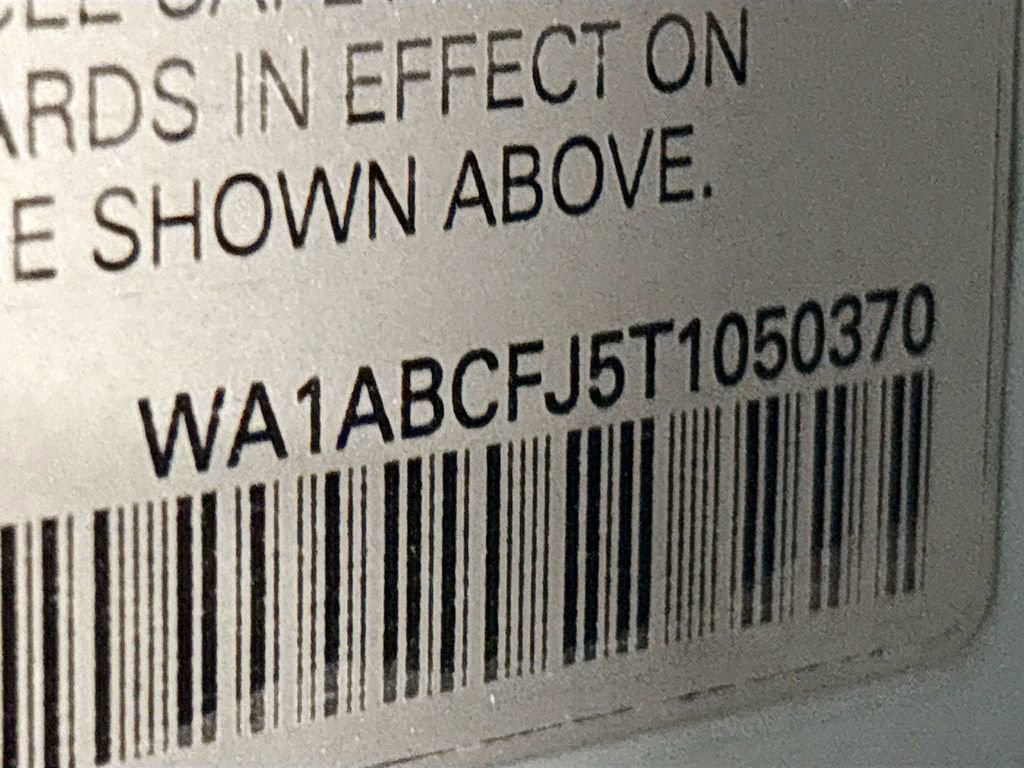 ARDS IN EFFECT ON
E SHOWN ABOVE.
WA1ABCFJ5T1050370